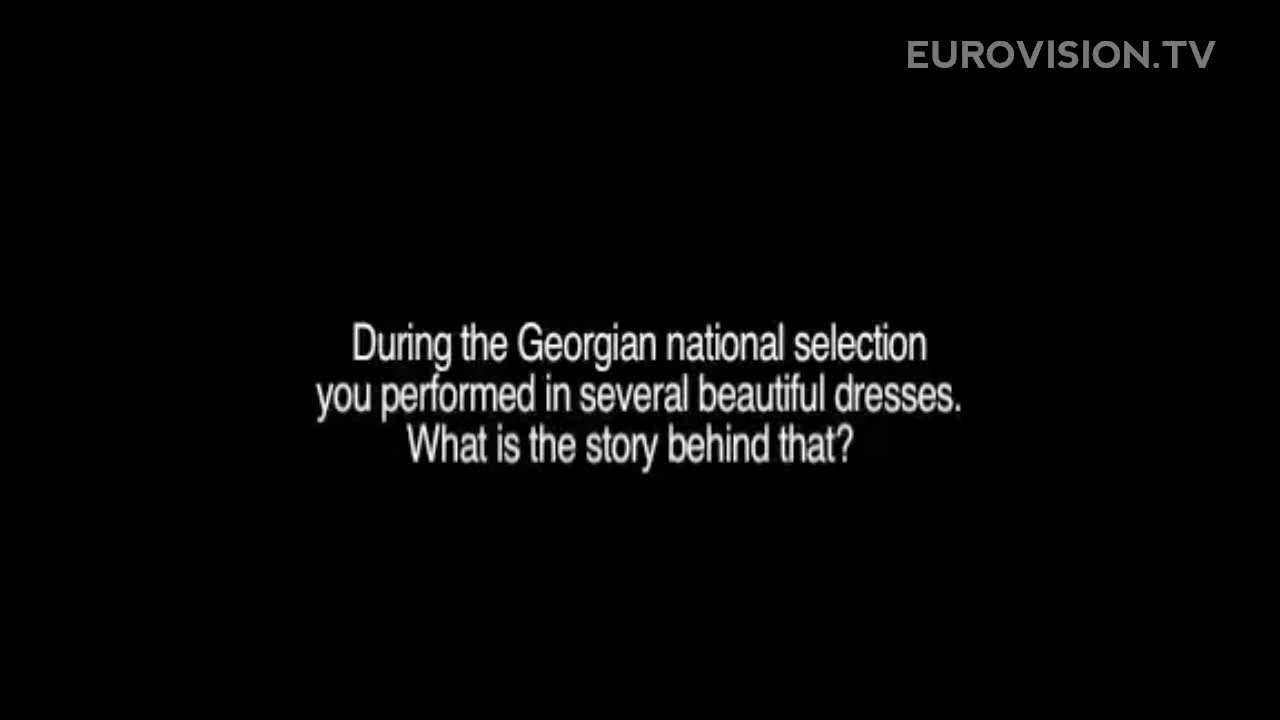 EUROVISION.TV
During the Georgian national selection
you performed in several beautiful dresses.
What is the story behind that?